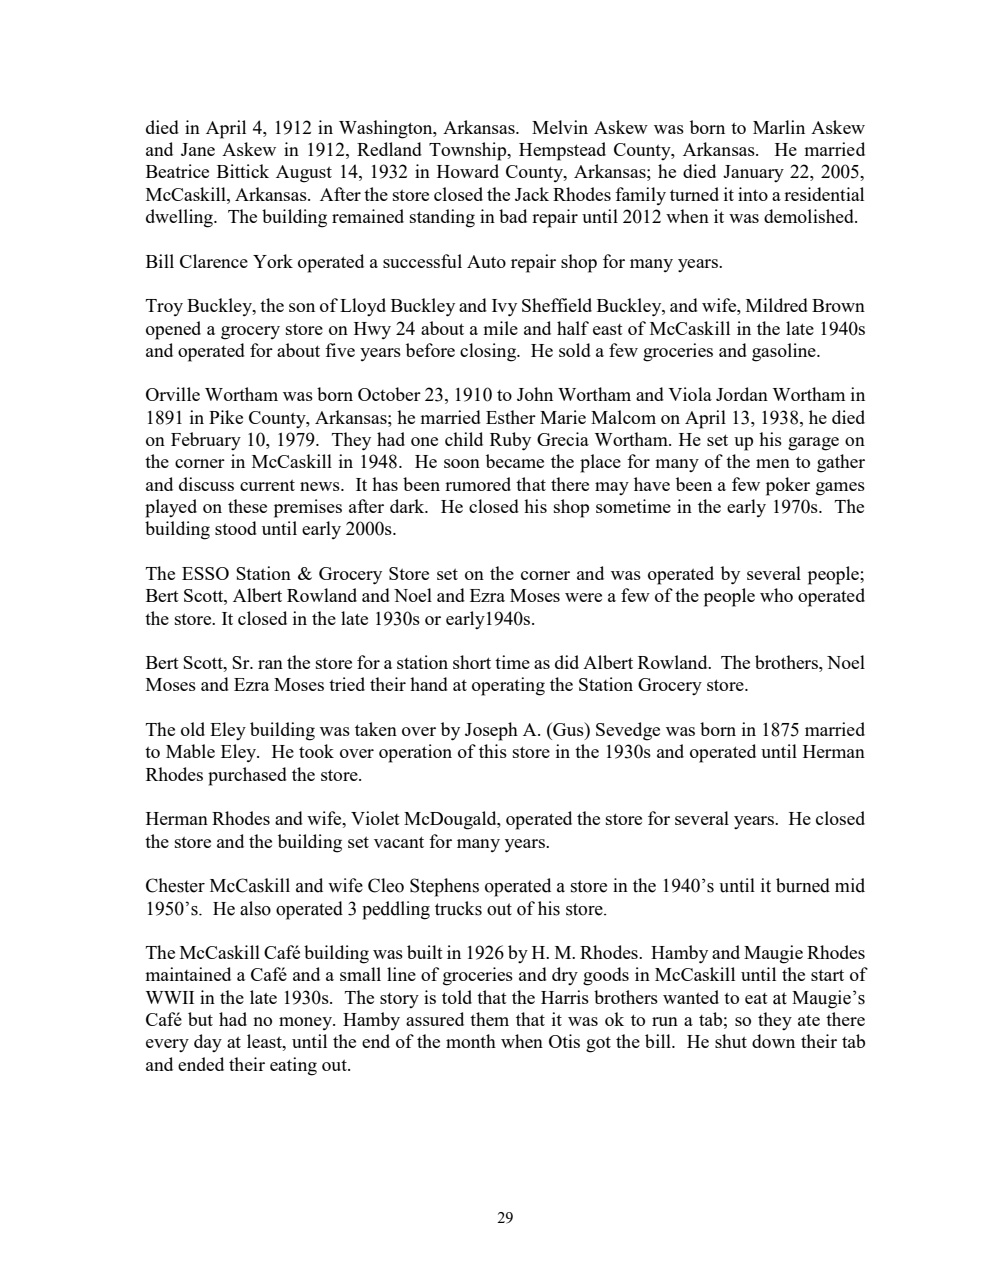 died in April 4, 1912 in Washington, Arkansas.  Melvin Askew was born to Marlin Askew
and Jane Askew in 1912, Redland Township, Hempstead County, Arkansas.  He married
Beatrice Bittick August 14, 1932 in Howard County, Arkansas; he died January 22, 2005,
McCaskill, Arkansas.  After the store closed the Jack Rhodes family turned it into a residential
dwelling.  The building remained standing in bad repair until 2012 when it was demolished.
Bill Clarence York operated a successful Auto repair shop for many years.
Troy Buckley, the son of Lloyd Buckley and Ivy Sheffield Buckley, and wife, Mildred Brown
opened a grocery store on Hwy 24 about a mile and half east of McCaskill in the late 1940s
and operated for about five years before closing.  He sold a few groceries and gasoline.
Orville Wortham was born October 23, 1910 to John Wortham and Viola Jordan Wortham in
1891 in Pike County, Arkansas; he married Esther Marie Malcom on April 13, 1938, he died
on February 10, 1979.  They had one child Ruby Grecia Wortham. He set up his garage on
the corner in McCaskill in 1948.  He soon became the place for many of the men to gather
and discuss current news.  It has been rumored that there may have been a few poker games
played on these premises after dark.  He closed his shop sometime in the early 1970s.  The
building stood until early 2000s.
The ESSO Station & Grocery Store set on the corner and was operated by several people;
Bert Scott, Albert Rowland and Noel and Ezra Moses were a few of the people who operated
the store. It closed in the late 1930s or early1940s.
Bert Scott, Sr. ran the store for a station short time as did Albert Rowland.  The brothers, Noel
Moses and Ezra Moses tried their hand at operating the Station Grocery store.
The old Eley building was taken over by Joseph A. (Gus) Sevedge was born in 1875 married
to Mable Eley.  He took over operation of this store in the 1930s and operated until Herman
Rhodes purchased the store.
Herman Rhodes and wife, Violet McDougald, operated the store for several years.  He closed
the store and the building set vacant for many years.
Chester McCaskill and wife Cleo Stephens operated a store in the 1940’s until it burned mid
1950’s.  He also operated 3 peddling trucks out of his store.
The McCaskill Café building was built in 1926 by H. M. Rhodes.  Hamby and Maugie Rhodes
maintained a Café and a small line of groceries and dry goods in McCaskill until the start of
WWII in the late 1930s.  The story is told that the Harris brothers wanted to eat at Maugie’s
Café but had no money. Hamby assured them that it was ok to run a tab; so they ate there
every day at least, until the end of the month when Otis got the bill.  He shut down their tab
and ended their eating out.
29